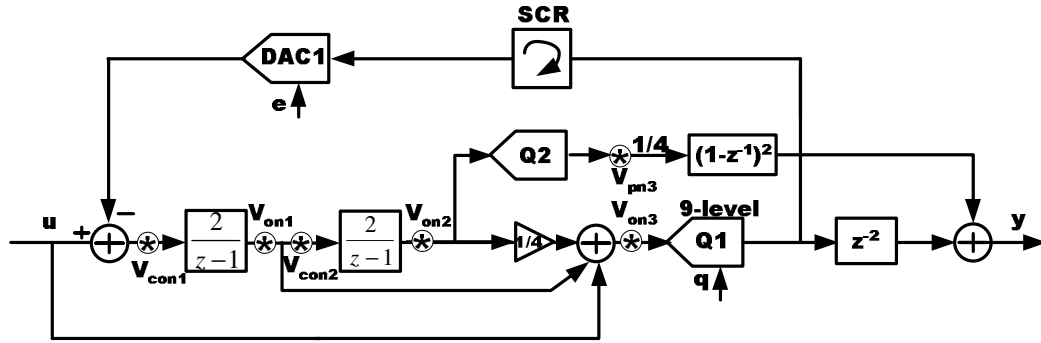 SCR
DAC1
e
Q2
1/4
(1-z⁻¹)²
V_pn3
u
+
−
V_on1
V_on2
V_on3
9-level
y
2
z−1
2
z−1
1/4
Q1
z⁻²
V_con1
V_con2
q